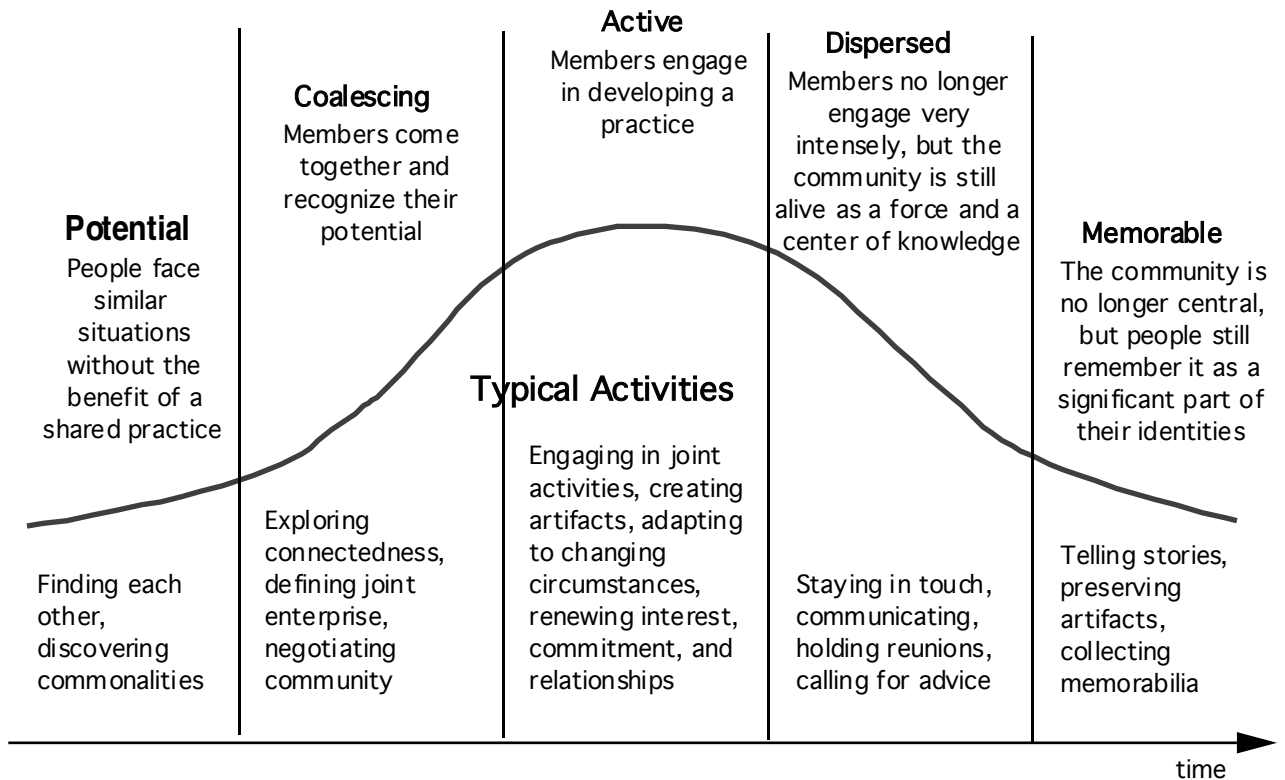 Potential
People face
similar
situations
without the
benefit of a
shared practice
Coalescing
Members come
together and
recognize their
potential
Active
Members engage
in developing a
practice
Dispersed
Members no longer
engage very
intensely, but the
community is still
alive as a force and a
center of knowledge
Memorable
The community is
no longer central,
but people still
remember it as a
significant part of
their identities
Typical Activities
Finding each
other,
discovering
commonalities
Exploring
connectedness,
defining joint
enterprise,
negotiating
community
Engaging in joint
activities, creating
artifacts, adapting
to changing
circumstances,
renewing interest,
commitment, and
relationships
Staying in touch,
communicating,
holding reunions,
calling for advice
Telling stories,
preserving
artifacts,
collecting
memorabilia
time